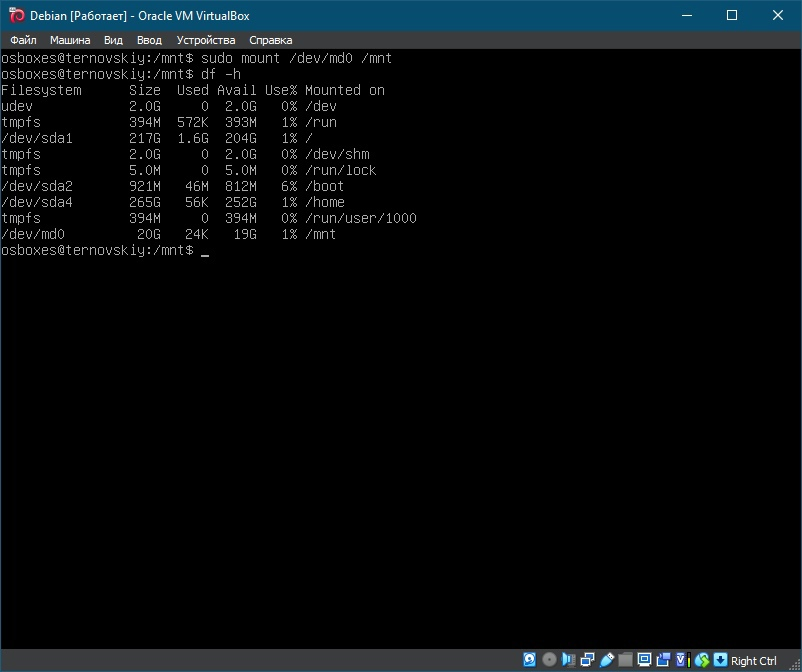 Debian [Работает] - Oracle VM VirtualBox
Файл Машина Вид Ввод Устройства Справка
osboxes@ternovskiy:/mnt$ sudo mount /dev/md0 /mnt
osboxes@ternovskiy:/mnt$ df -h
Filesystem      Size  Used Avail Use% Mounted on
udev            2.0G     0  2.0G   0% /dev
tmpfs           394M  572K  393M   1% /run
/dev/sda1       217G  1.6G  204G   1% /
tmpfs           2.0G     0  2.0G   0% /dev/shm
tmpfs           5.0M     0  5.0M   0% /run/lock
/dev/sda2       921M   46M  812M   6% /boot
/dev/sda4       265G   56K  252G   1% /home
tmpfs           394M     0  394M   0% /run/user/1000
/dev/md0         20G   24K   19G   1% /mnt
osboxes@ternovskiy:/mnt$ _
Right Ctrl